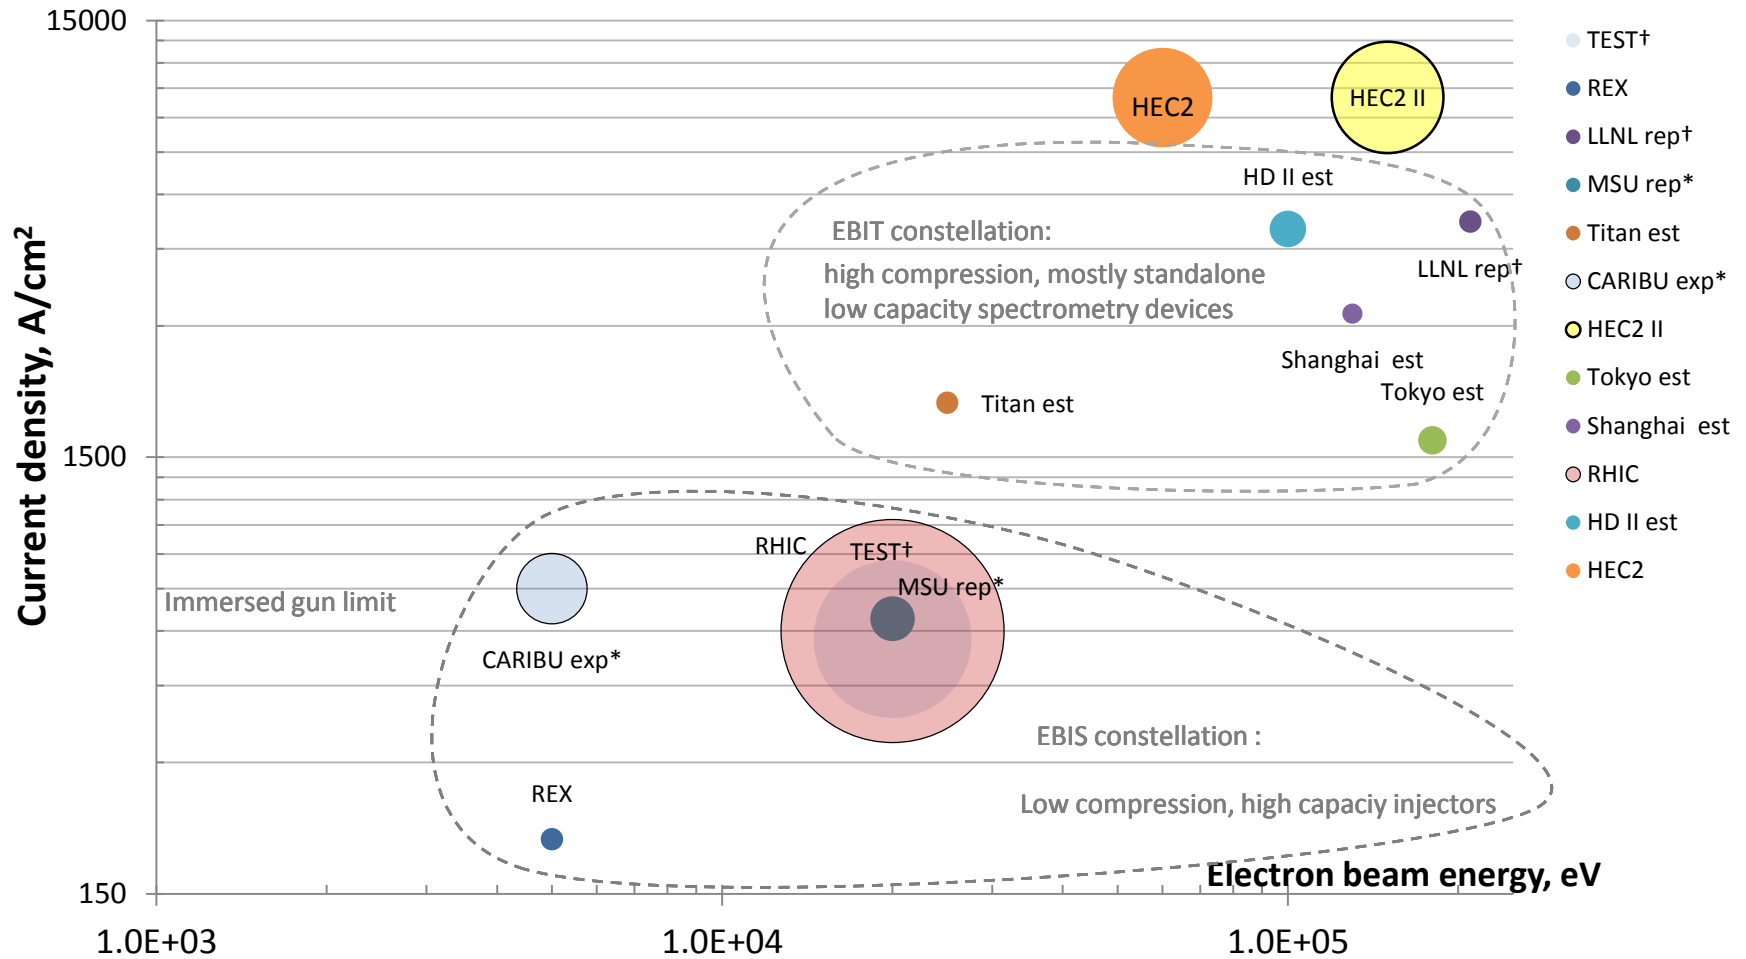 15000
1500
150
Current density, A/cm²
HEC2
HEC2 II
HD II est
EBIT constellation:
high compression, mostly standalone
low capacity spectrometry devices
LLNL rep†
Shanghai  est
Tokyo est
Titan est
RHIC
TEST†
MSU rep*
Immersed gun limit
CARIBU exp*
EBIS constellation :
REX
Low compression, high capaciy injectors
Electron beam energy, eV
1.0E+03
1.0E+04
1.0E+05
TEST†
REX
LLNL rep†
MSU rep*
Titan est
CARIBU exp*
HEC2 II
Tokyo est
Shanghai  est
RHIC
HD II est
HEC2